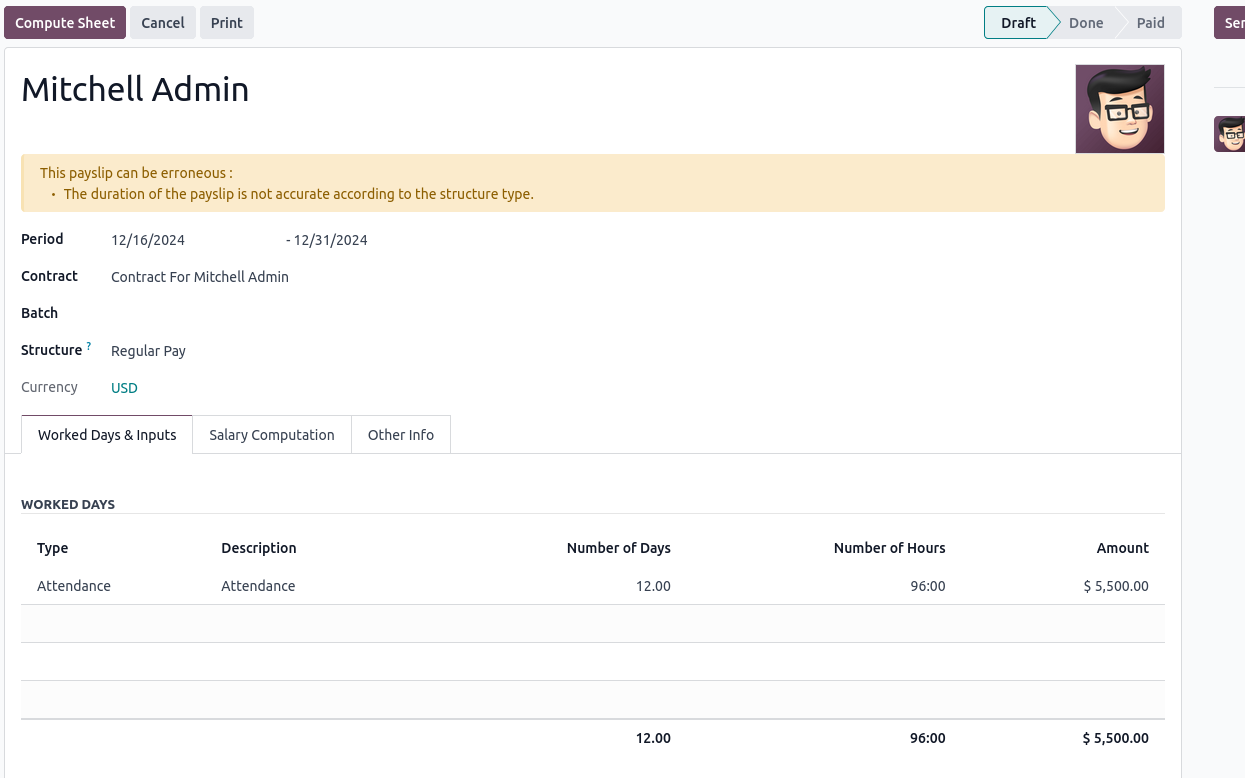 Compute Sheet Cancel Print Draft Done Paid Ser
Mitchell Admin
This payslip can be erroneous :
• The duration of the payslip is not accurate according to the structure type.
Period 12/16/2024 - 12/31/2024
Contract Contract For Mitchell Admin
Batch
Structure ? Regular Pay
Currency USD
Worked Days & Inputs Salary Computation Other Info
WORKED DAYS
Type Description Number of Days Number of Hours Amount
Attendance Attendance 12.00 96:00 $ 5,500.00
12.00 96:00 $ 5,500.00